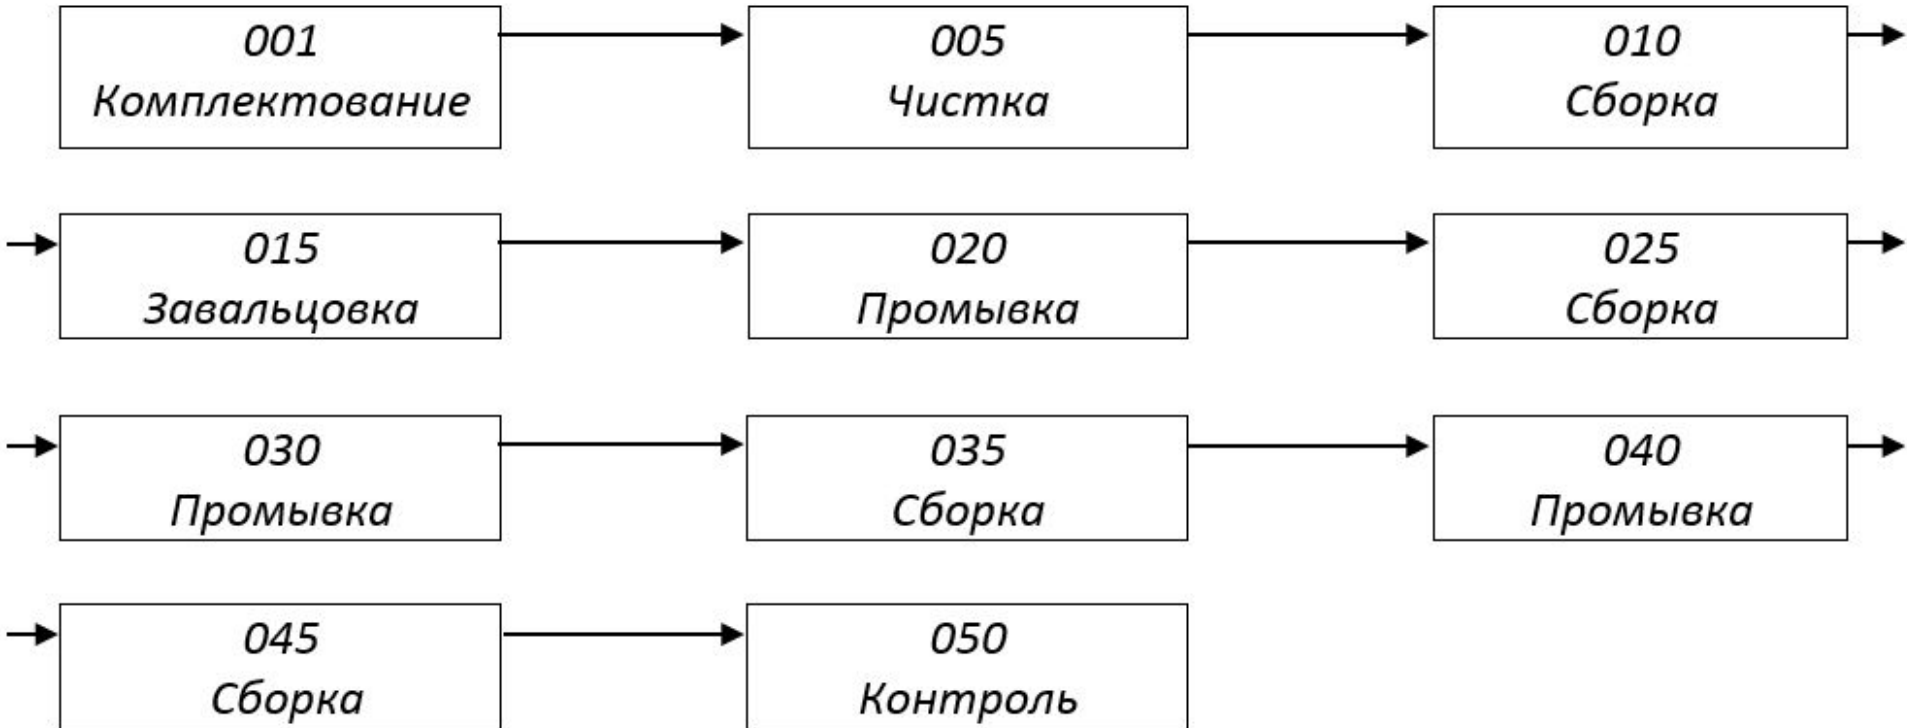 001
Комплектование
005
Чистка
010
Сборка
015
Завальцовка
020
Промывка
025
Сборка
030
Промывка
035
Сборка
040
Промывка
045
Сборка
050
Контроль